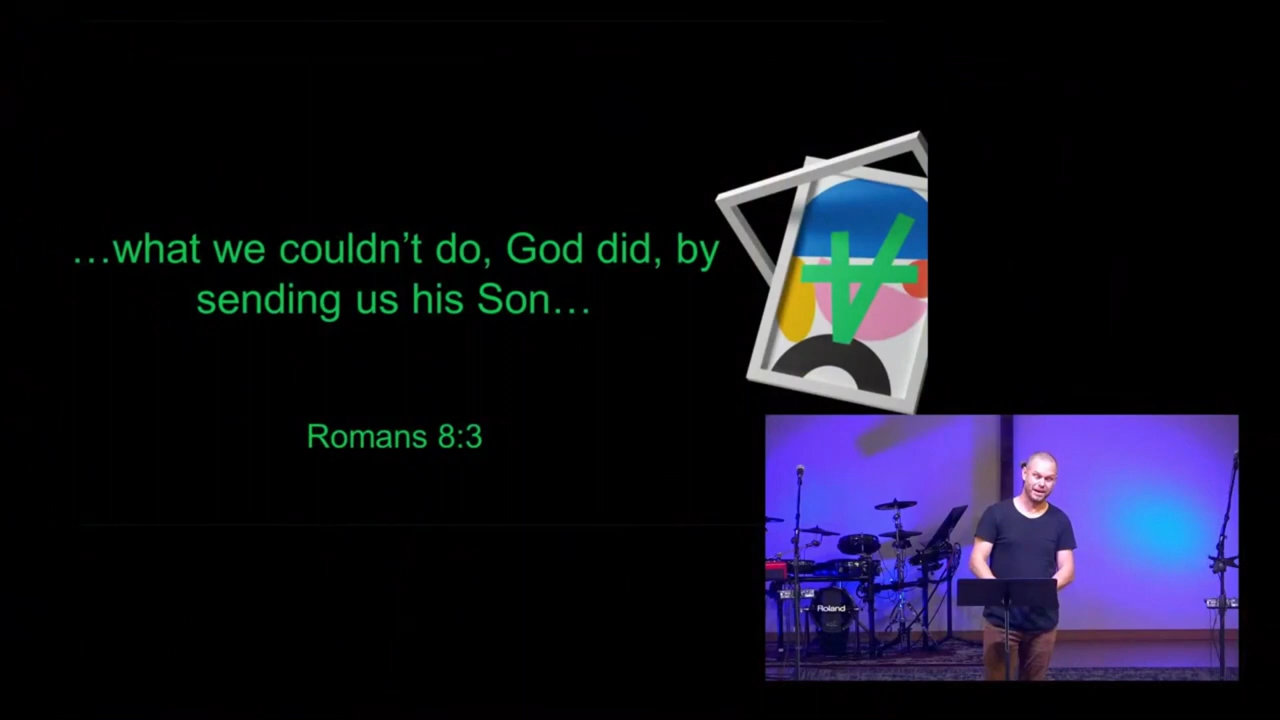 …what we couldn’t do, God did, by
sending us his Son…
Romans 8:3
Roland